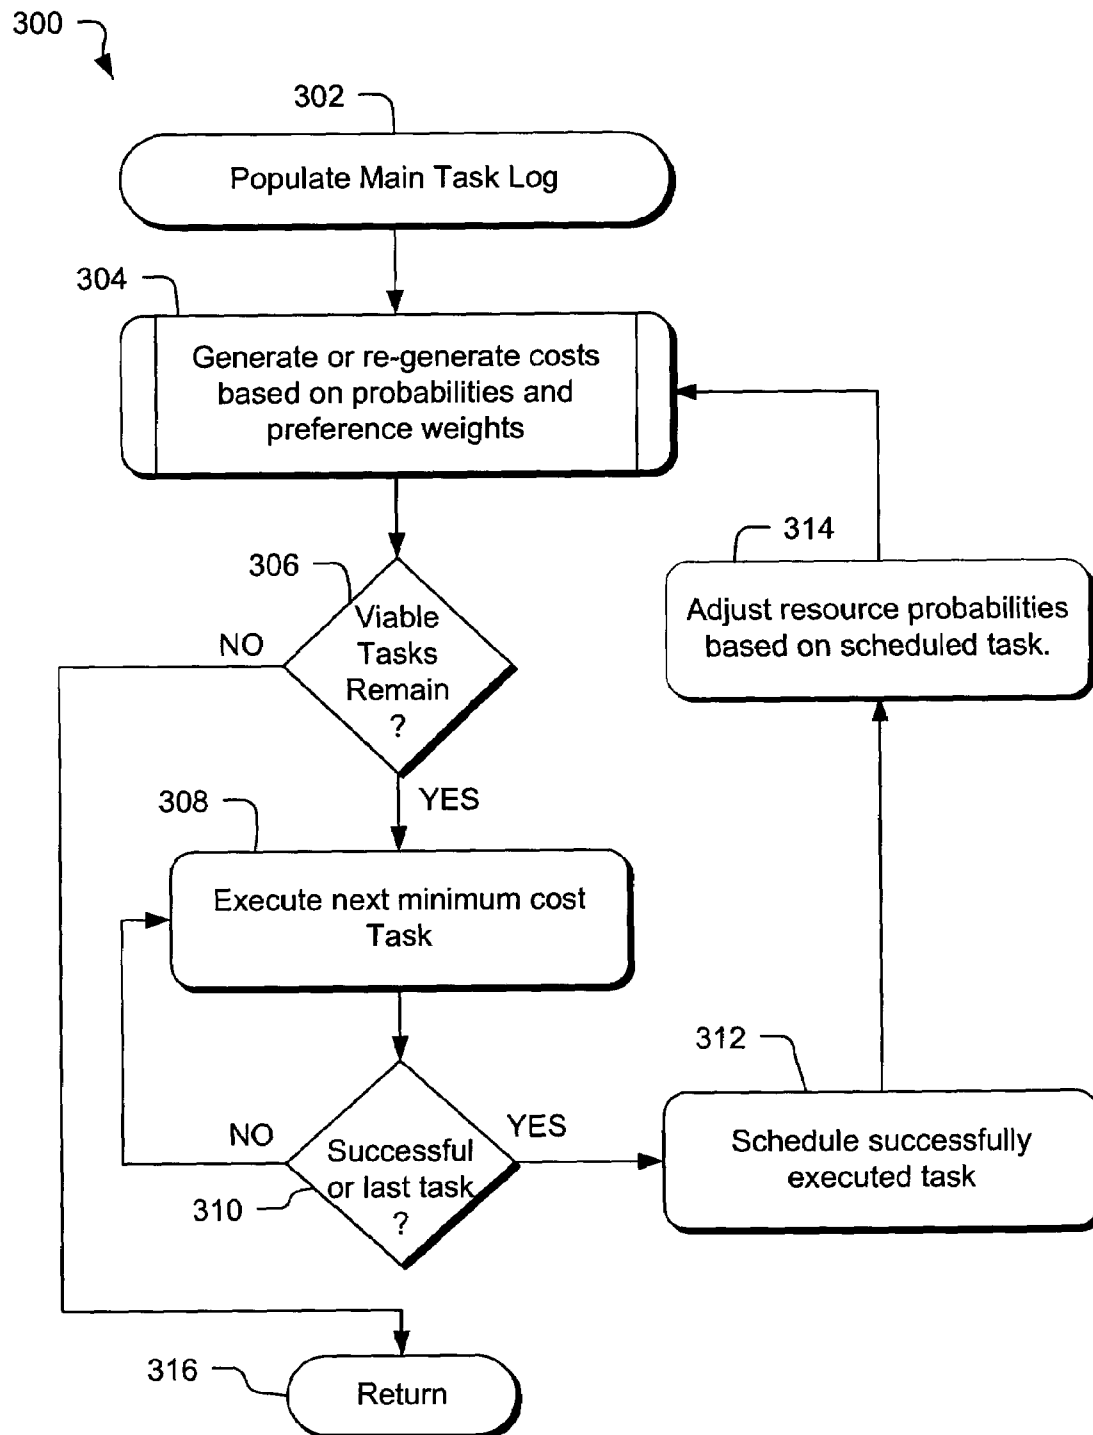 300
302
Populate Main Task Log
304
Generate or re-generate costs
based on probabilities and
preference weights
306
Viable
Tasks
Remain
?
NO
YES
314
Adjust resource probabilities
based on scheduled task.
308
Execute next minimum cost
Task
310
Successful
or last task
?
NO
YES
312
Schedule successfully
executed task
316
Return